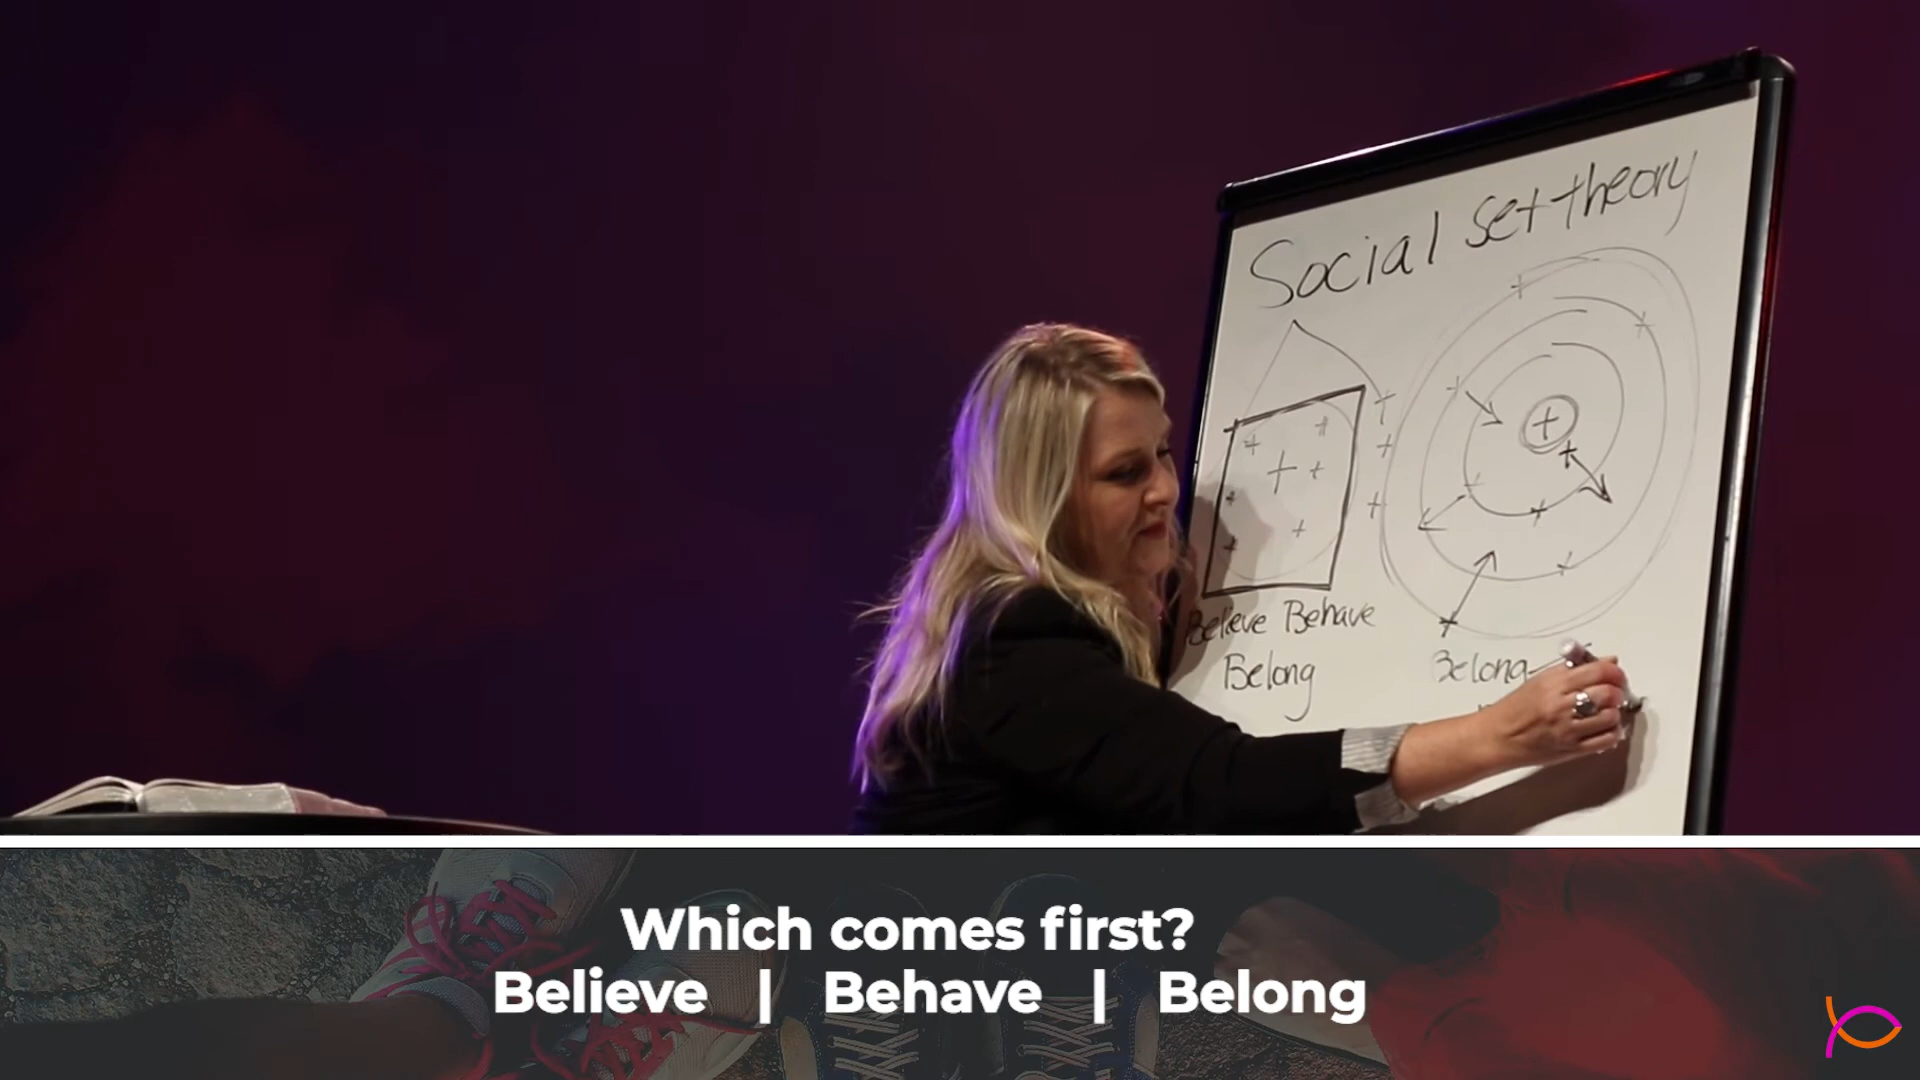 Social set theory
Believe Behave
Belong
Belong
Which comes first?
Believe | Behave | Belong